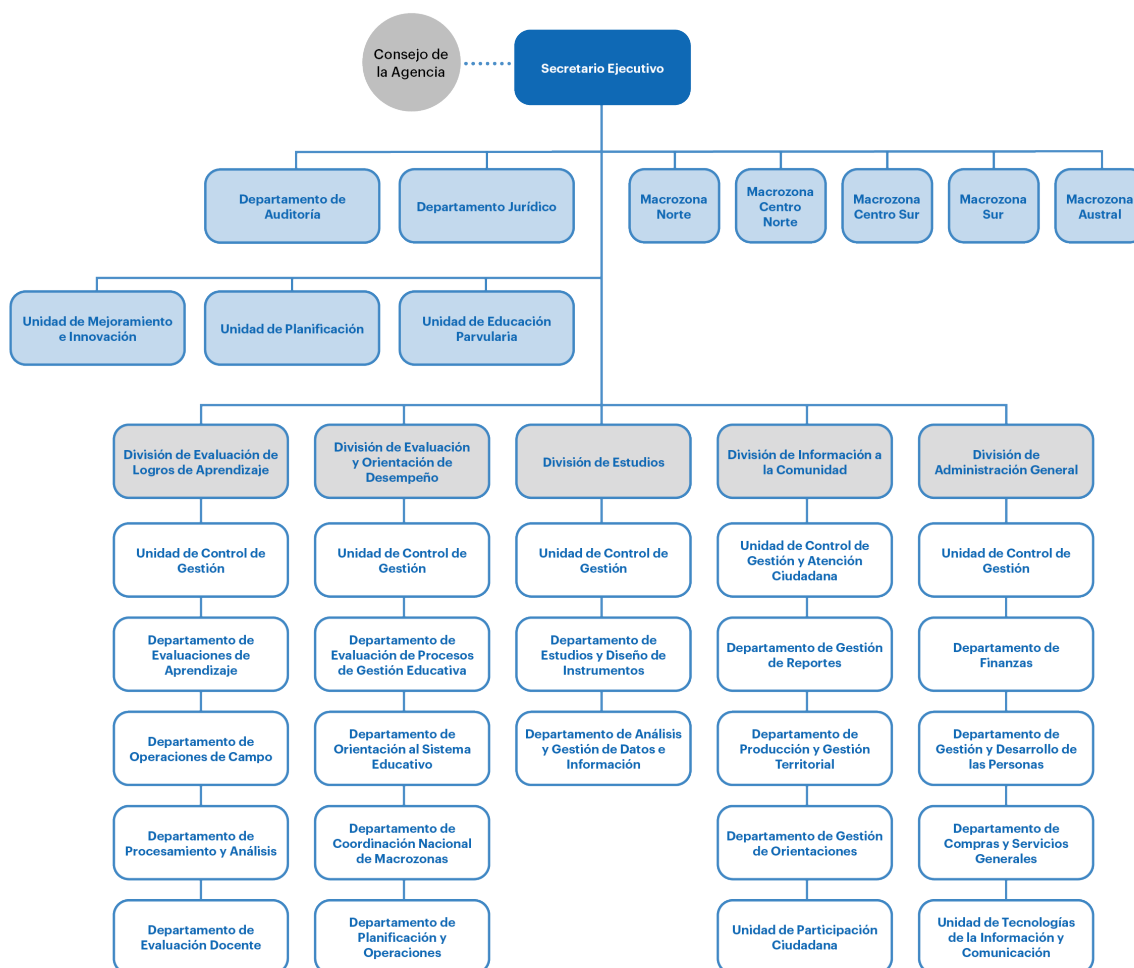 Consejo de
la Agencia
Secretario Ejecutivo
Departamento de
Auditoría
Departamento Jurídico
Macrozona
Norte
Macrozona
Centro
Norte
Macrozona
Centro Sur
Macrozona
Sur
Macrozona
Austral
Unidad de Mejoramiento
e Innovación
Unidad de Planificación
Unidad de Educación
Parvularia
División de Evaluación de
Logros de Aprendizaje
División de Evaluación
y Orientación de
Desempeño
División de Estudios
División de Información a
la Comunidad
División de
Administración General
Unidad de Control de
Gestión
Unidad de Control de
Gestión
Unidad de Control de
Gestión
Unidad de Control de
Gestión y Atención
Ciudadana
Unidad de Control de
Gestión
Departamento de
Evaluaciones de
Aprendizaje
Departamento de
Evaluación de Procesos
de Gestión Educativa
Departamento de
Estudios y Diseño de
Instrumentos
Departamento de Gestión
de Reportes
Departamento de
Finanzas
Departamento de
Operaciones de Campo
Departamento de
Orientación al Sistema
Educativo
Departamento de Análisis
y Gestión de Datos e
Información
Departamento de
Producción y Gestión
Territorial
Departamento de
Gestión y Desarrollo de
las Personas
Departamento de
Procesamiento y Análisis
Departamento de
Coordinación Nacional
de Macrozonas
Departamento de Gestión
de Orientaciones
Departamento de
Compras y Servicios
Generales
Departamento de
Evaluación Docente
Departamento de
Planificación y
Operaciones
Unidad de Participación
Ciudadana
Unidad de Tecnologías
de la Información y
Comunicación